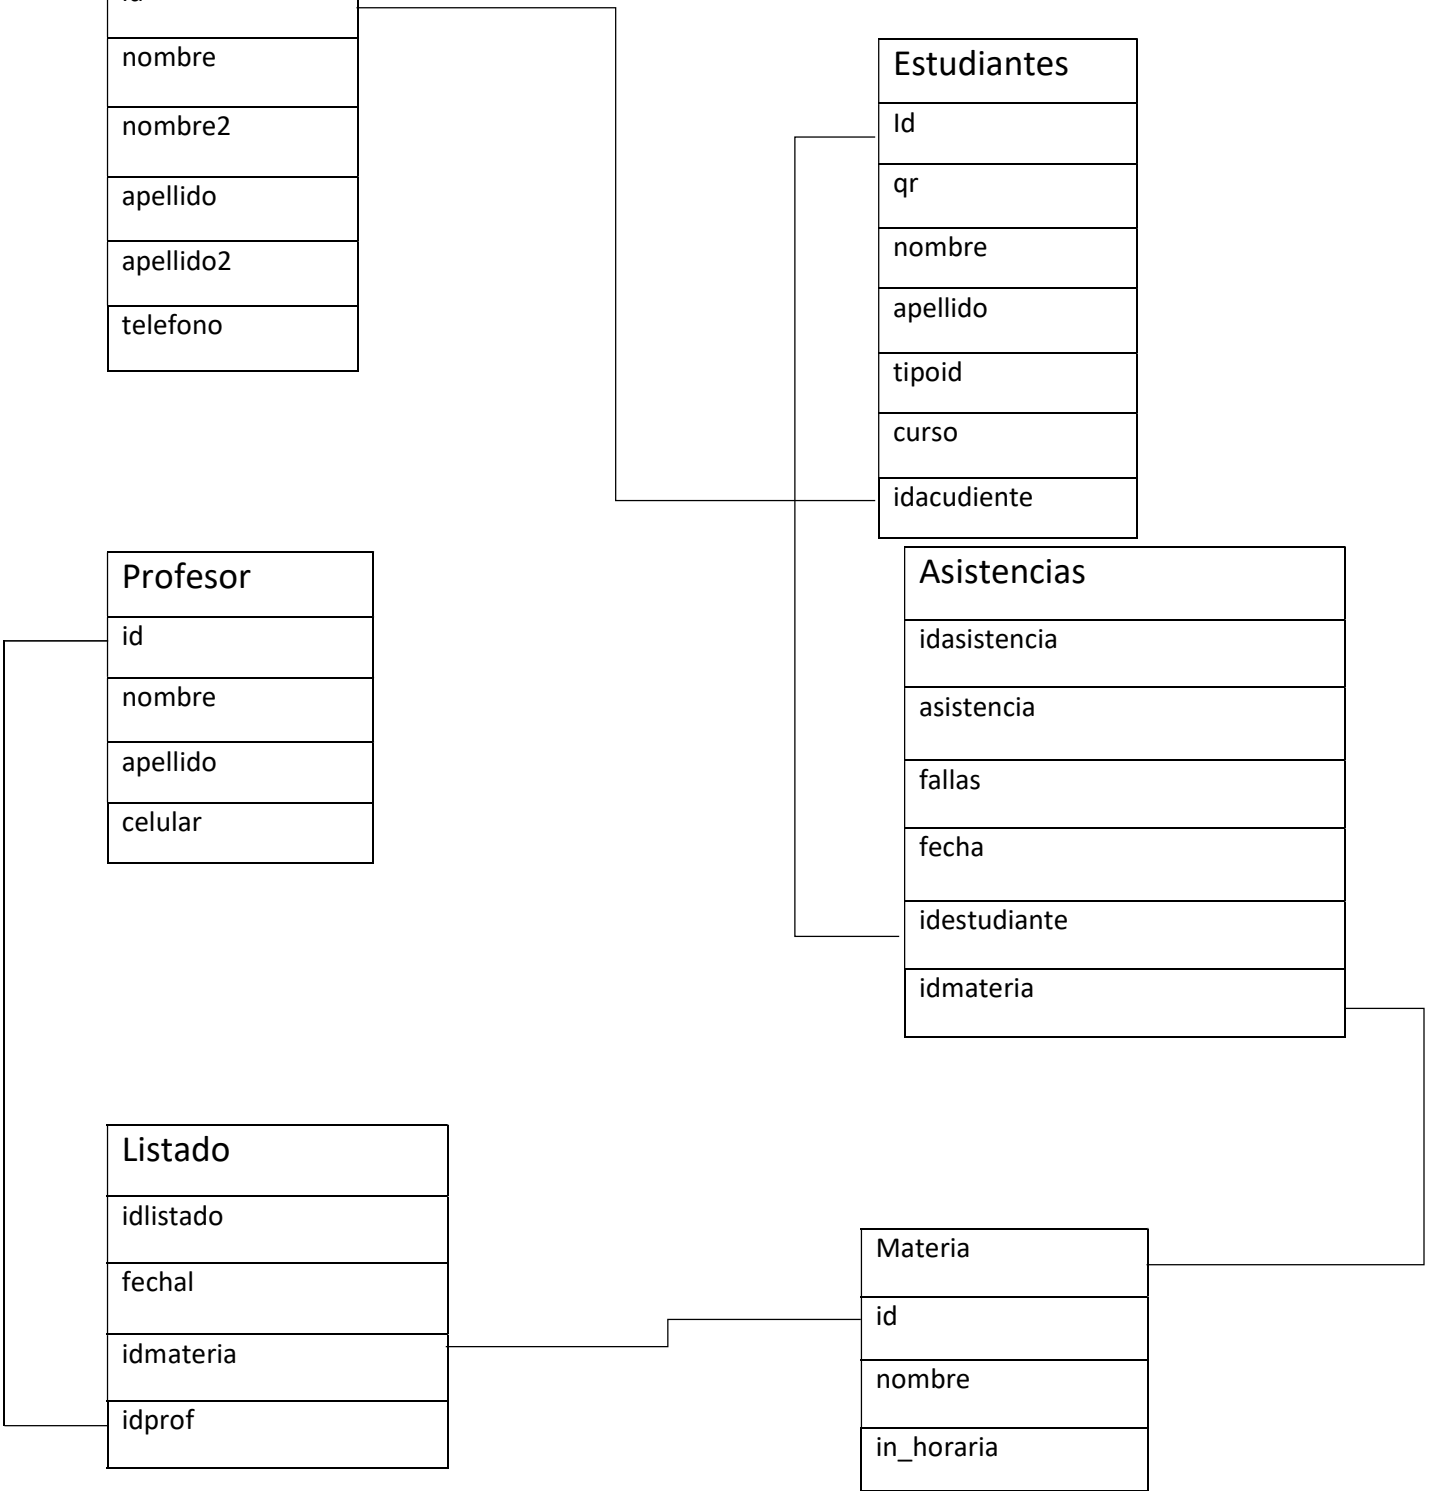 nombre
nombre2
apellido
apellido2
telefono
Estudiantes
Id
qr
nombre
apellido
tipoid
curso
idacudiente
Profesor
id
nombre
apellido
celular
Asistencias
idasistencia
asistencia
fallas
fecha
idestudiante
idmateria
Listado
idlistado
fechal
idmateria
idprof
Materia
id
nombre
in_horaria